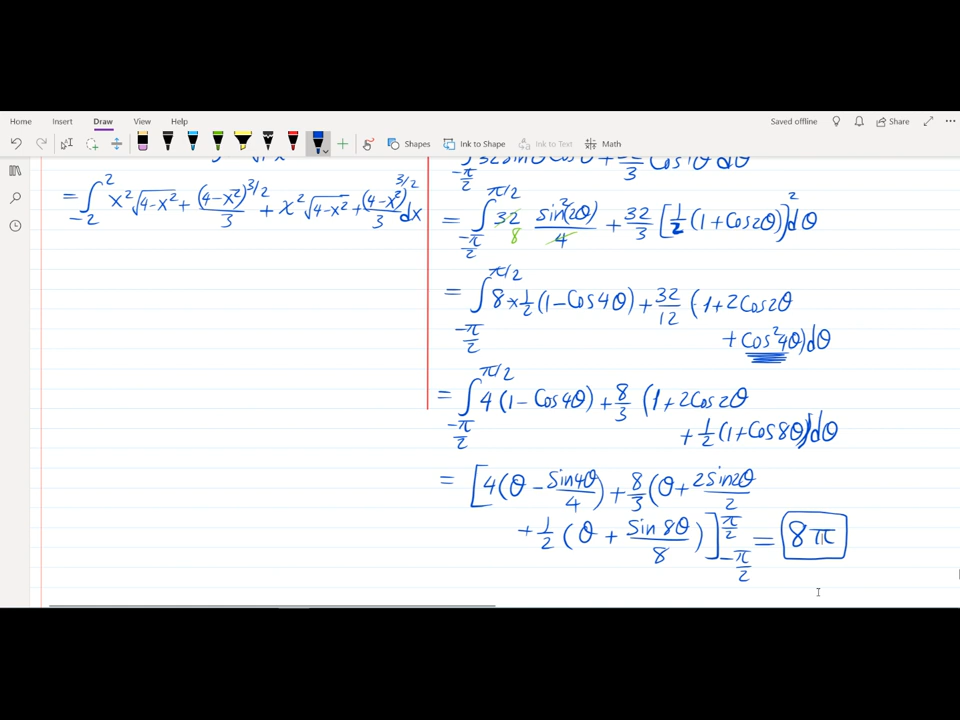 Home Insert Draw View Help
Saved offline Share
Shapes Ink to Shape Ink to Text Math
= ∫_{-2}^{2} x²√(4-x²) + (4-x²)^{3/2}/3 + x²√(4-x²) + (4-x²)^{3/2}/3 dx
= ∫_{-π/2}^{π/2} 32 8 sin²(2θ)/4 + 32/3 [1/2 (1+Cos2θ)]² dθ
= ∫_{-π/2}^{π/2} 8×1/2 (1-Cos4θ) + 32/12 (1+2Cos2θ
+ Cos²4θ) dθ
= ∫_{-π/2}^{π/2} 4 (1-Cos4θ) + 8/3 (1+2Cos2θ
+ 1/2 (1+Cos8θ)) dθ
= [4(θ - Sin4θ/4) + 8/3 (θ + 2Sin2θ/2
+ 1/2 (θ + Sin8θ/8)]_{-π/2}^{π/2} = 8π